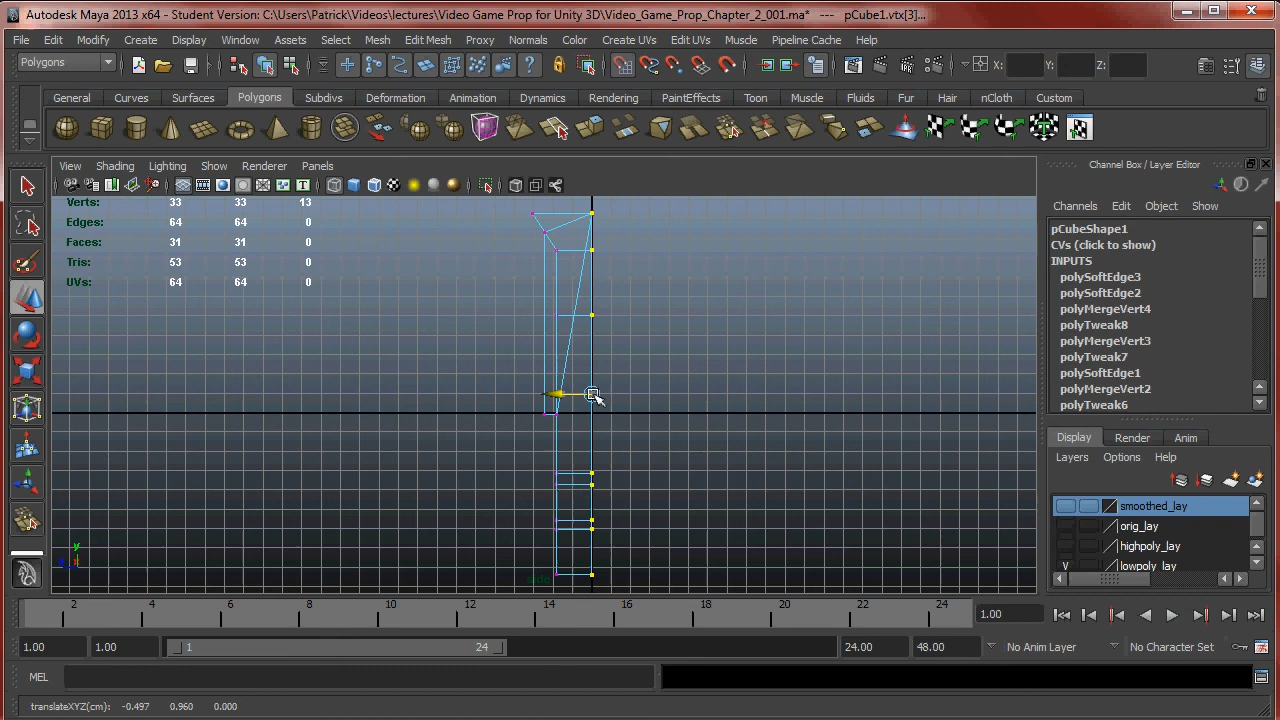 Autodesk Maya 2013 x64 - Student Version: C:\Users\Patrick\Videos\lectures\Video Game Prop for Unity 3D\Video_Game_Prop_Chapter_2_001.ma* --- pCube1.vtx[3]...
File Edit Modify Create Display Window Assets Select Mesh Edit Mesh Proxy Normals Color Create UVs Edit UVs Muscle Pipeline Cache Help
Polygons X: Y: Z:
General Curves Surfaces Polygons Subdivs Deformation Animation Dynamics Rendering PaintEffects Toon Muscle Fluids Fur Hair nCloth Custom
View Shading Lighting Show Renderer Panels
Channel Box / Layer Editor
Channels Edit Object Show
Verts: 33 33 13
Edges: 64 64 0
Faces: 31 31 0
Tris: 53 53 0
UVs: 64 64 0
pCubeShape1
CVs (click to show)
INPUTS
polySoftEdge3
polySoftEdge2
polyMergeVert4
polyTweak8
polyMergeVert3
polyTweak7
polySoftEdge1
polyMergeVert2
polyTweak6
Display Render Anim
Layers Options Help
smoothed_lay
orig_lay
highpoly_lay
V lowpoly_lay
y
z x
side
2 4 6 8 10 12 14 16 18 20 22 24
1.00
1.00 1.00 1 24 24.00 48.00 No Anim Layer No Character Set
MEL
translateXYZ(cm): -0.497 0.960 0.000